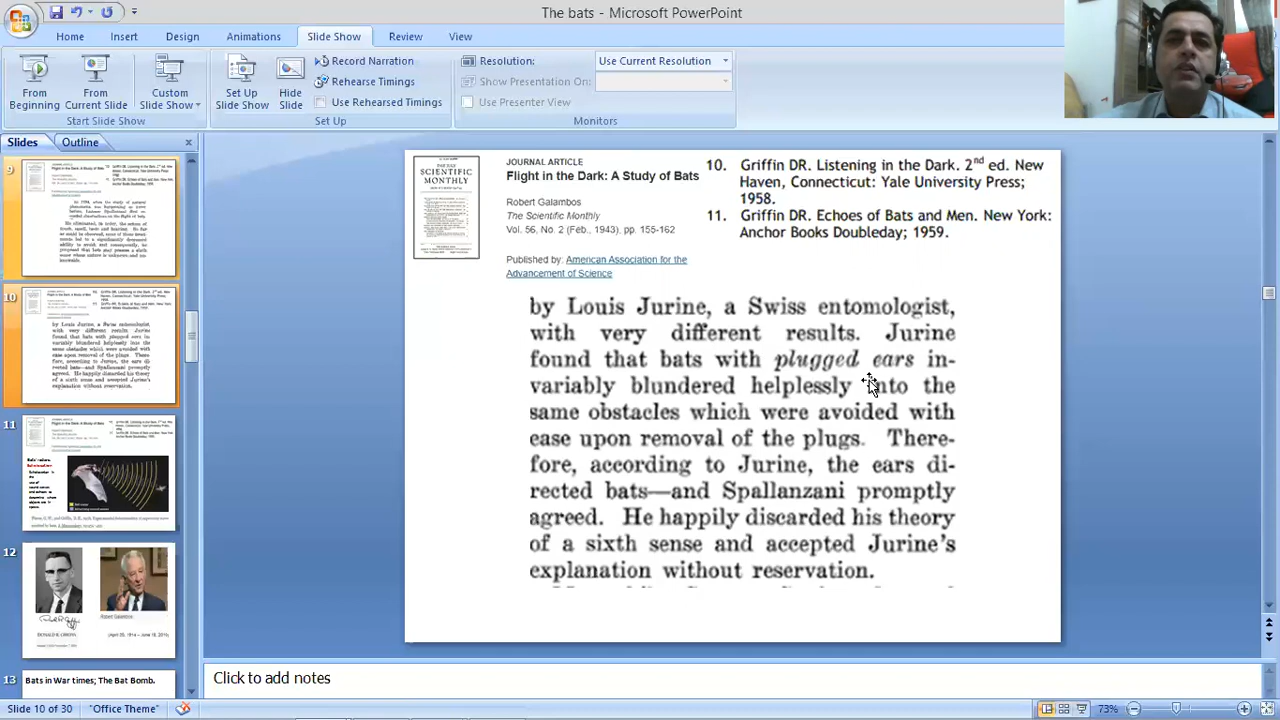 The bats - Microsoft PowerPoint
Home Insert Design Animations Slide Show Review View
From Beginning
From Current Slide
Custom Slide Show
Start Slide Show
Set Up Slide Show
Hide Slide
Record Narration
Rehearse Timings
Use Rehearsed Timings
Set Up
Resolution: Use Current Resolution
Show Presentation On:
Use Presenter View
Monitors
Slides Outline
10
11
12
DONALD R. GRIFFIN
Robert Galambos
13 Bats in War times; The Bat Bomb.
SCIENTIFIC
MONTHLY
Flight in the Dark: A Study of Bats
Robert Galambos
The Scientific Monthly
Vol. 56, No. 2 (Feb., 1943), pp. 155-162
Published by: American Association for the
Advancement of Science
10. Griffin DR. Listening in the Dark. 2nd ed. New
Haven, Connecticut: Yale University Press;
1958.
11. Griffin DR. Echoes of Bats and Men. New York:
Anchor Books Doubleday; 1959.
by Louis Jurine, a Swiss entomologist,
with very different results. Jurine
found that bats with plugged ears in-
variably blundered helplessly into the
same obstacles which were avoided with
ease upon removal of the plugs. There-
fore, according to Jurine, the ears di-
rected bats—and Spallanzani promptly
agreed. He happily discarded his theory
of a sixth sense and accepted Jurine's
explanation without reservation.
Click to add notes
Slide 10 of 30 "Office Theme" 73%